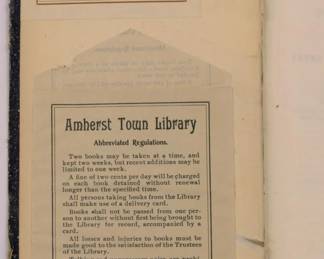 Amherst Town Library
Abbreviated Regulations.
Two books may be taken at a time, and
kept two weeks, but recent additions may be
limited to one week.
A fine of two cents per day will be charged
on each book detained without renewal
longer than the specified time.
All persons taking books from the Library
shall make use of a delivery card.
Books shall not be passed from one per-
son to another without first being brought to
the Library for record, accompanied by a
card.
All losses and injuries to books must be
made good to the satisfaction of the Trustees
of the Library.